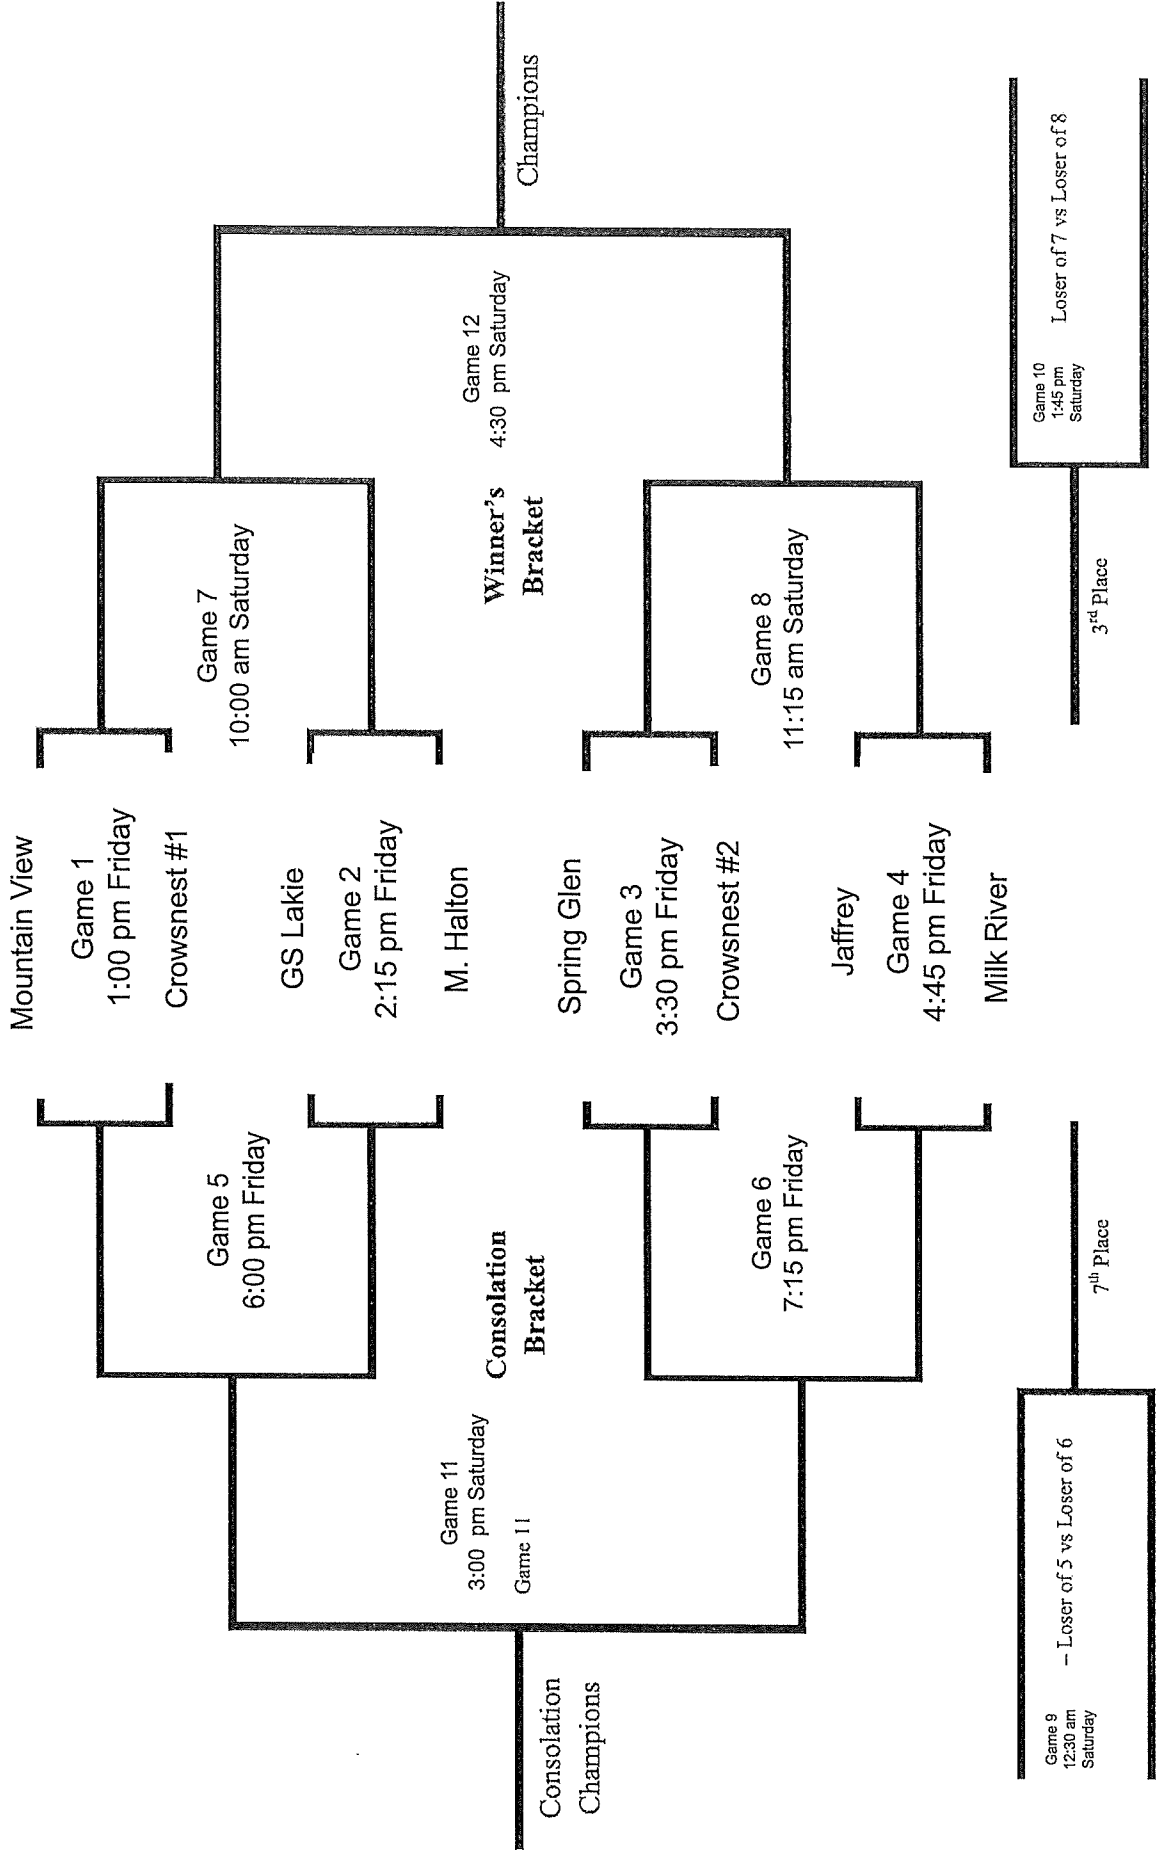 Mountain View
Game 1
1:00 pm Friday
Crowsnest #1
GS Lakie
Game 2
2:15 pm Friday
M. Halton
Spring Glen
Game 3
3:30 pm Friday
Crowsnest #2
Jaffrey
Game 4
4:45 pm Friday
Milk River
Game 5
6:00 pm Friday
Consolation
Bracket
Game 6
7:15 pm Friday
Game 11
3:00 pm Saturday
Game 11
Consolation
Champions
Game 7
10:00 am Saturday
Winner's
Bracket
Game 8
11:15 am Saturday
Game 12
4:30 pm Saturday
Champions
Game 9
12:30 am
Saturday
– Loser of 5 vs Loser of 6
7th Place
3rd Place
Game 10
1:45 pm
Saturday
Loser of 7 vs Loser of 8